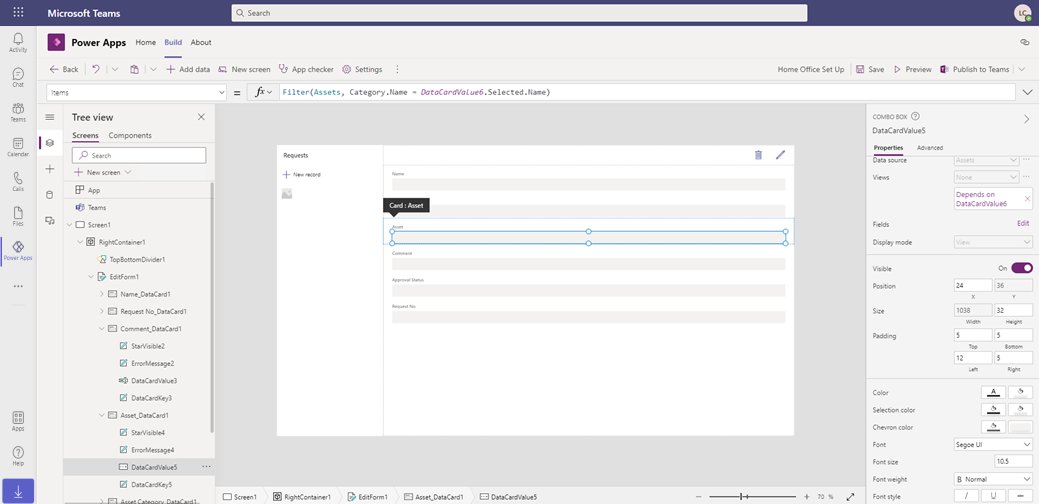 Microsoft Teams
Search
LC
Activity
Chat
Teams
Calendar
Calls
Files
Power Apps
Apps
Help
Power Apps
Home
Build
About
Back
Add data
New screen
App checker
Settings
Home Office Set Up
Save
Preview
Publish to Teams
Items
=
fx
Filter(Assets, Category.Name = DataCardValue6.Selected.Name)
Tree view
Screens
Components
Search
New screen
App
Teams
Screen1
RightContainer1
TopBottomDivider1
EditForm1
Name_DataCard1
Request No_DataCard1
Comment_DataCard1
StarVisible2
ErrorMessage2
DataCardValue3
DataCardKey3
Asset_DataCard1
StarVisible4
ErrorMessage4
DataCardValue5
DataCardKey5
Asset Category_DataCard1
Requests
New record
Name
Card : Asset
Asset
Comment
Approval Status
Request No
COMBO BOX
DataCardValue5
Properties
Advanced
Data source
Assets
Views
None
Depends on
DataCardValue6
Fields
Edit
Display mode
View
Visible
On
Position
24
36
X
Y
Size
1038
32
Width
Height
Padding
5
5
Top
Bottom
12
5
Left
Right
Color
A
Selection color
Chevron color
Font
Segoe UI
Font size
10.5
Font weight
B Normal
Font style
/
U
Screen1
RightContainer1
EditForm1
Asset_DataCard1
DataCardValue5
70 %